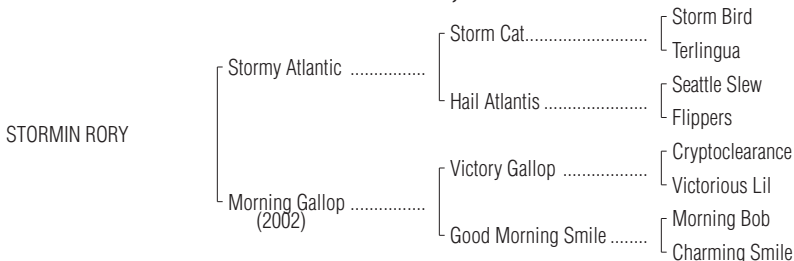 Storm Bird
Storm Cat........................
Terlingua
Stormy Atlantic ................
Seattle Slew
Hail Atlantis .....................
Flippers
STORMIN RORY
Cryptoclearance
Victory Gallop .................
Victorious Lil
Morning Gallop ................
(2002)
Morning Bob
Good Morning Smile ........
Charming Smile